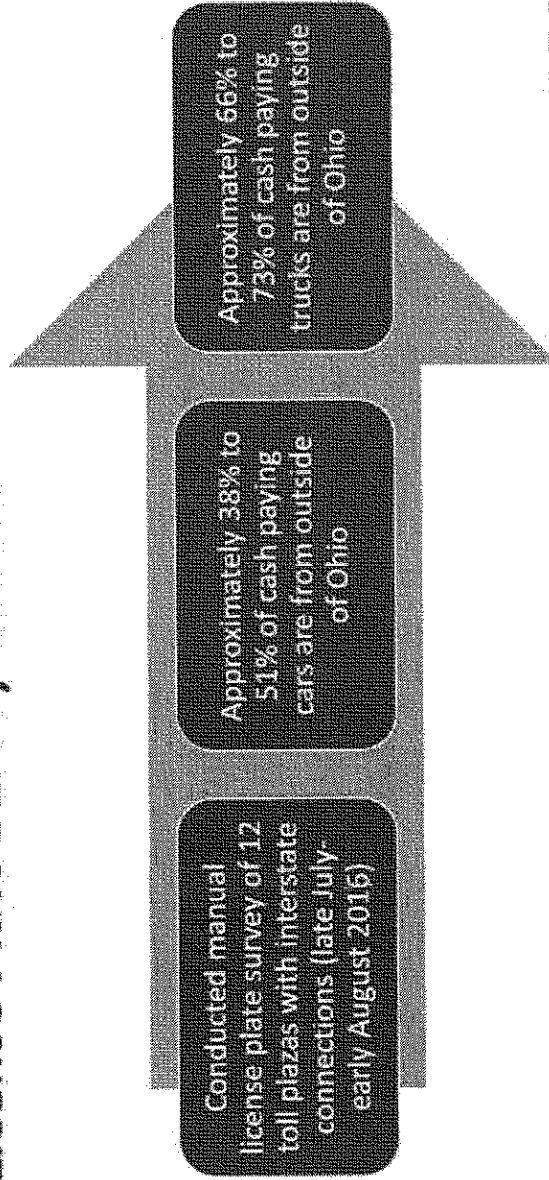 Conducted manual
license plate survey of 12
toll plazas with interstate
connections (late July-
early August 2016)
Approximately 38% to
51% of cash paying
cars are from outside
of Ohio
Approximately 66% to
73% of cash paying
trucks are from outside
of Ohio